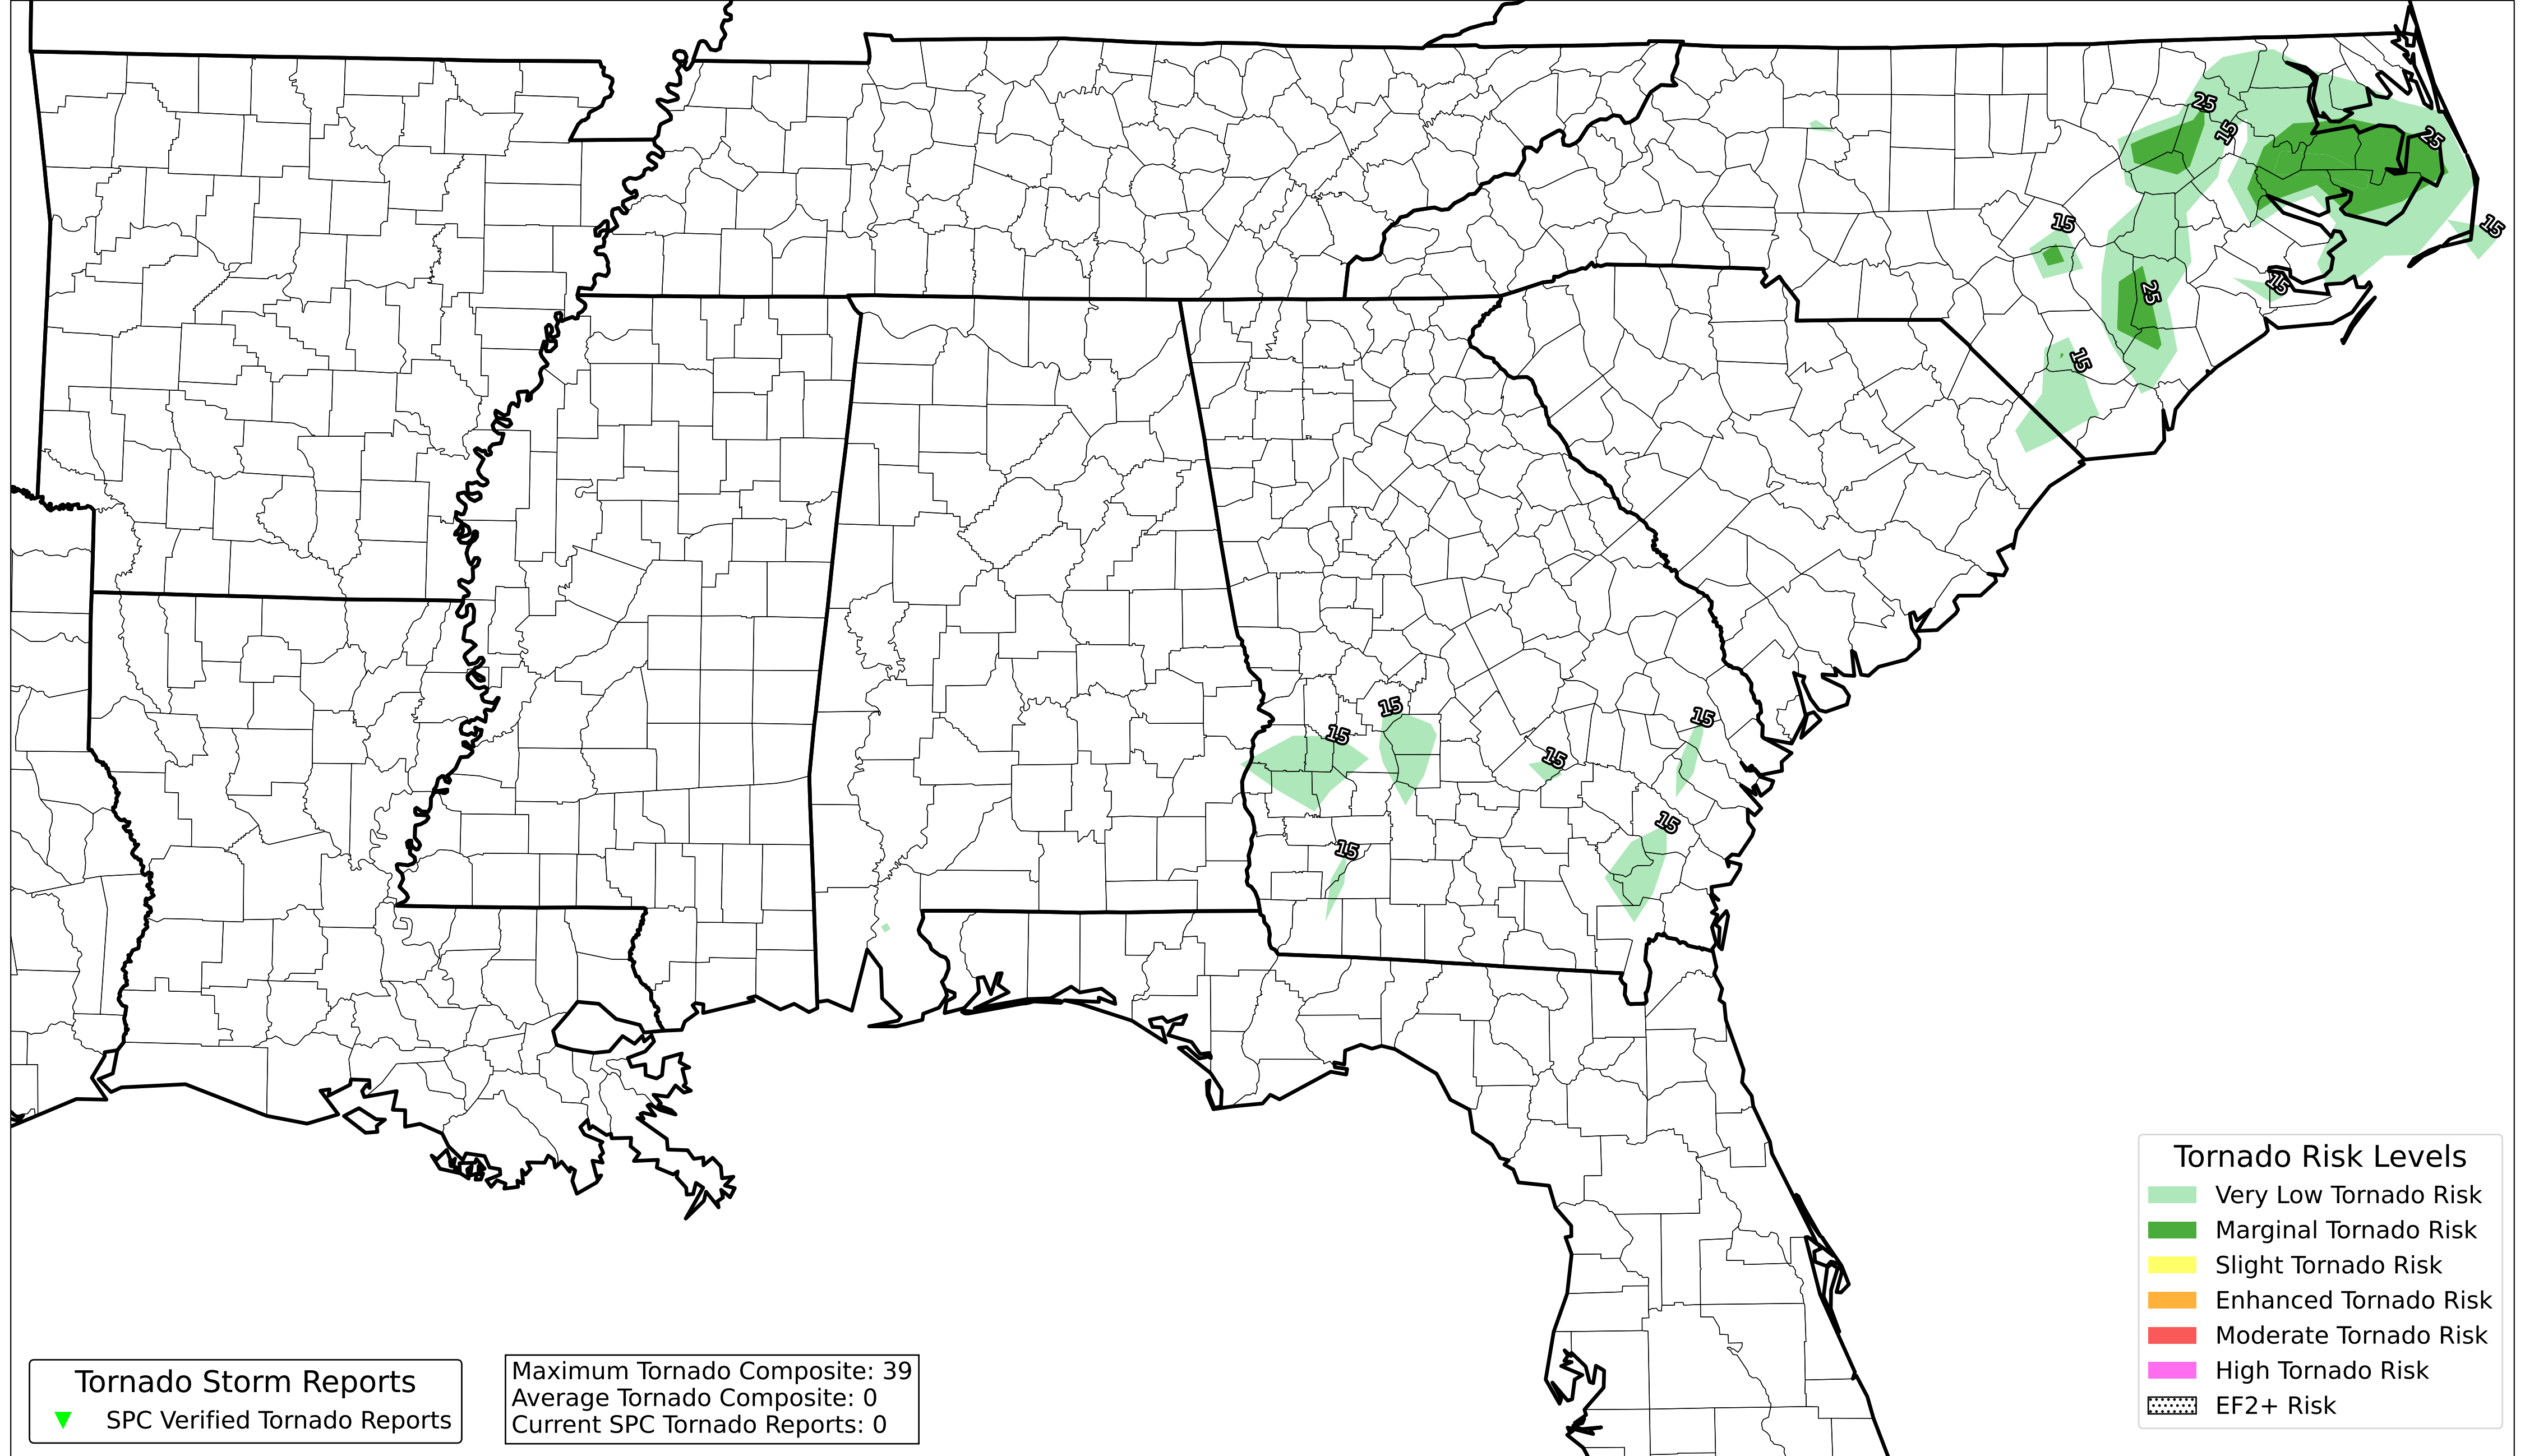 25
15
25
15
15
15
25
15
15
15
15
15
15
15
Tornado Risk Levels
Very Low Tornado Risk
Marginal Tornado Risk
Slight Tornado Risk
Enhanced Tornado Risk
Moderate Tornado Risk
High Tornado Risk
EF2+ Risk
Tornado Storm Reports
SPC Verified Tornado Reports
Maximum Tornado Composite: 39
Average Tornado Composite: 0
Current SPC Tornado Reports: 0